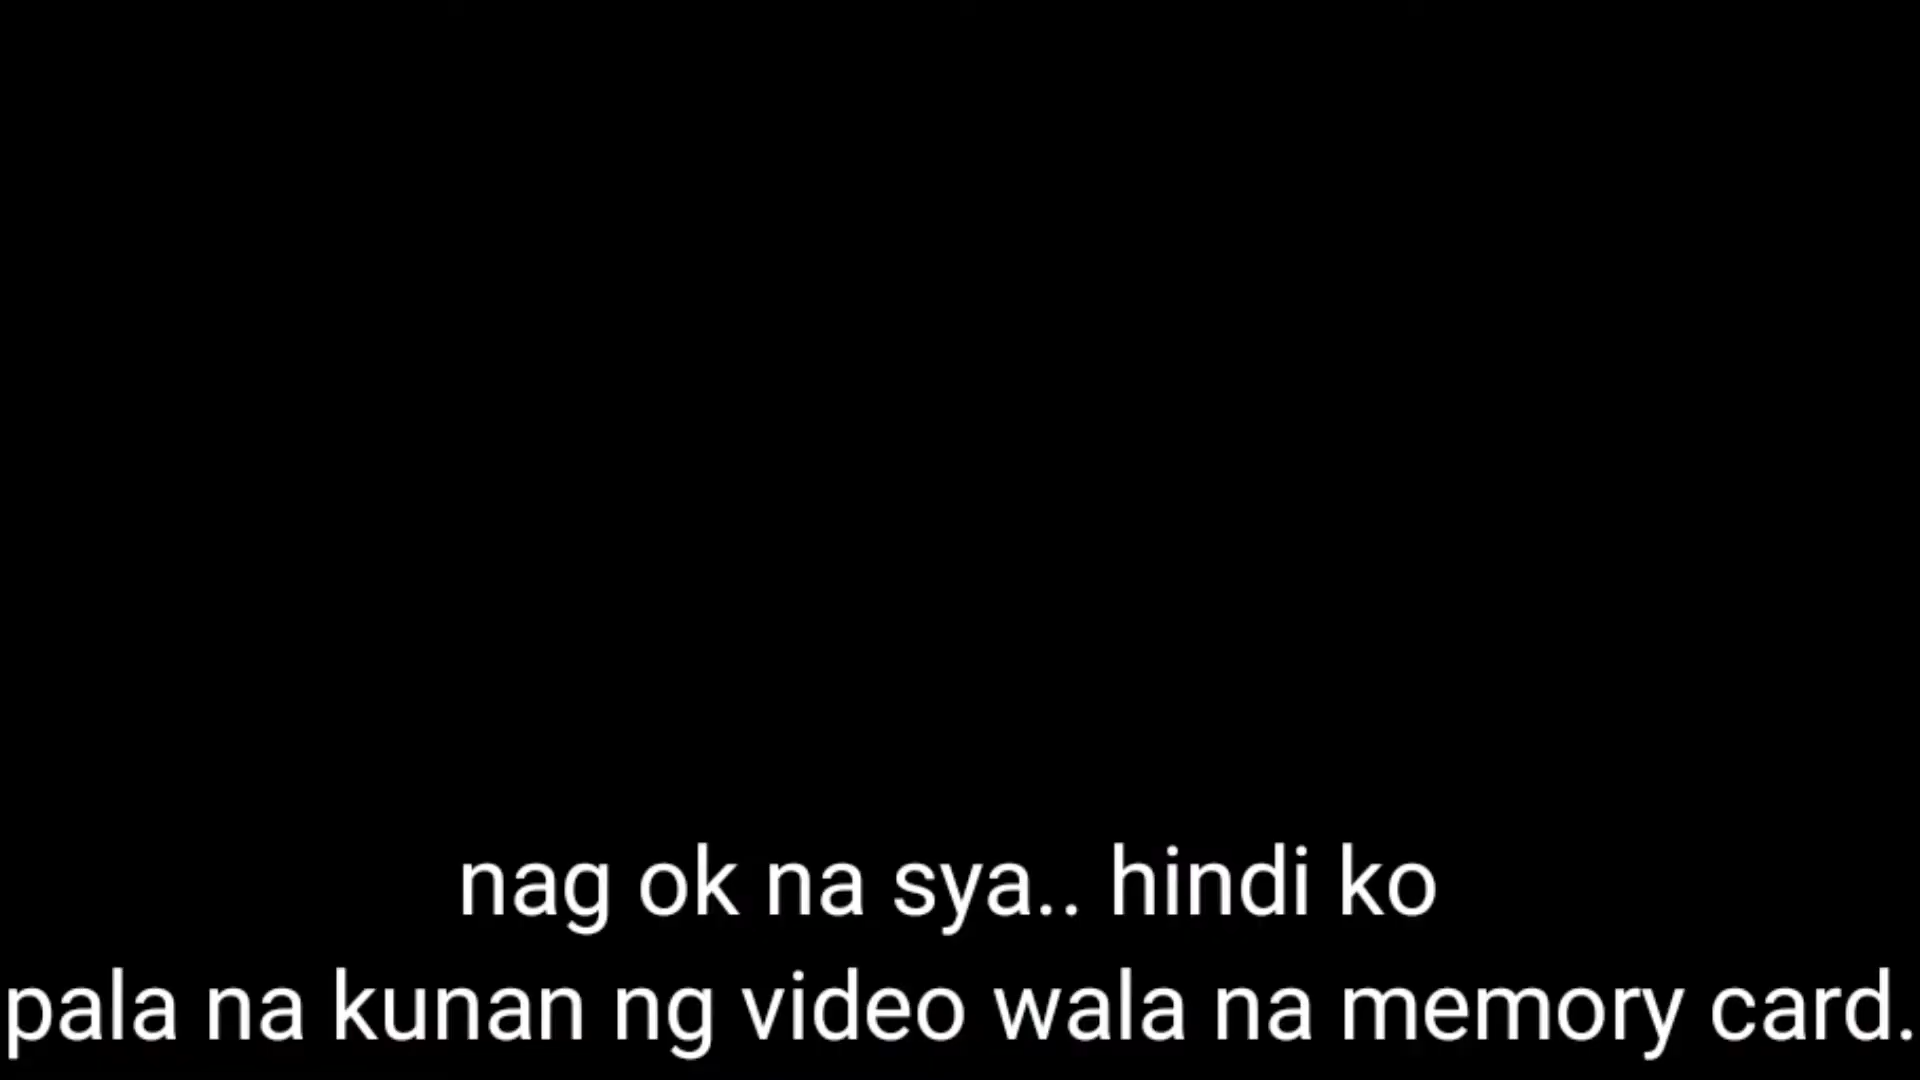 nag ok na sya.. hindi ko
pala na kunan ng video wala na memory card.